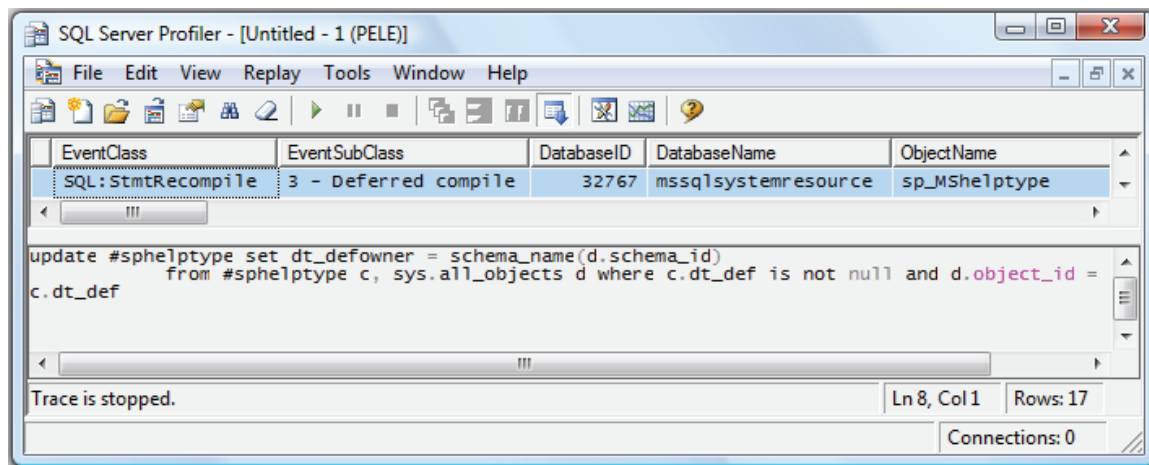 SQL Server Profiler - [Untitled - 1 (PELE)]
File Edit View Replay Tools Window Help
EventClass EventSubClass DatabaseID DatabaseName ObjectName
SQL:StmtRecompile 3 - Deferred compile 32767 mssqlsystemresource sp_MShelptype
update #sphelptype set dt_defowner = schema_name(d.schema_id)
from #sphelptype c, sys.all_objects d where c.dt_def is not null and d.object_id =
c.dt_def
Trace is stopped. Ln 8, Col 1 Rows: 17
Connections: 0